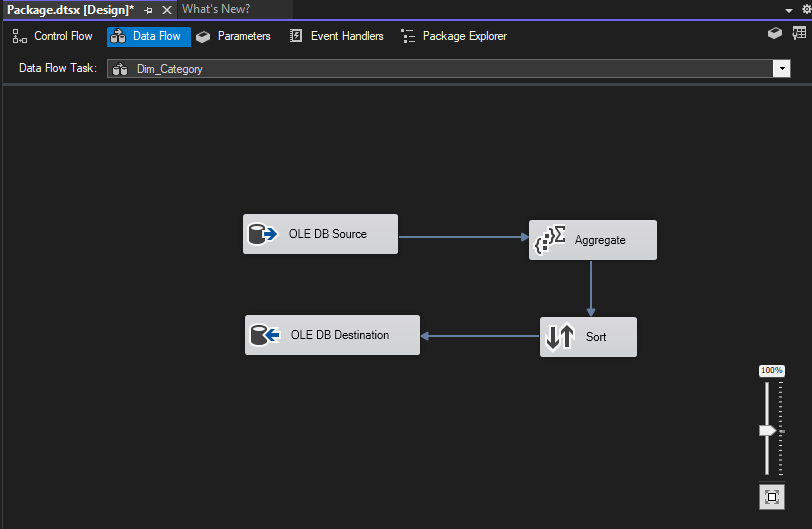 Package.dtsx [Design]*
What's New?
Control Flow
Data Flow
Parameters
Event Handlers
Package Explorer
Data Flow Task:
Dim_Category
OLE DB Source
Aggregate
OLE DB Destination
Sort
100%